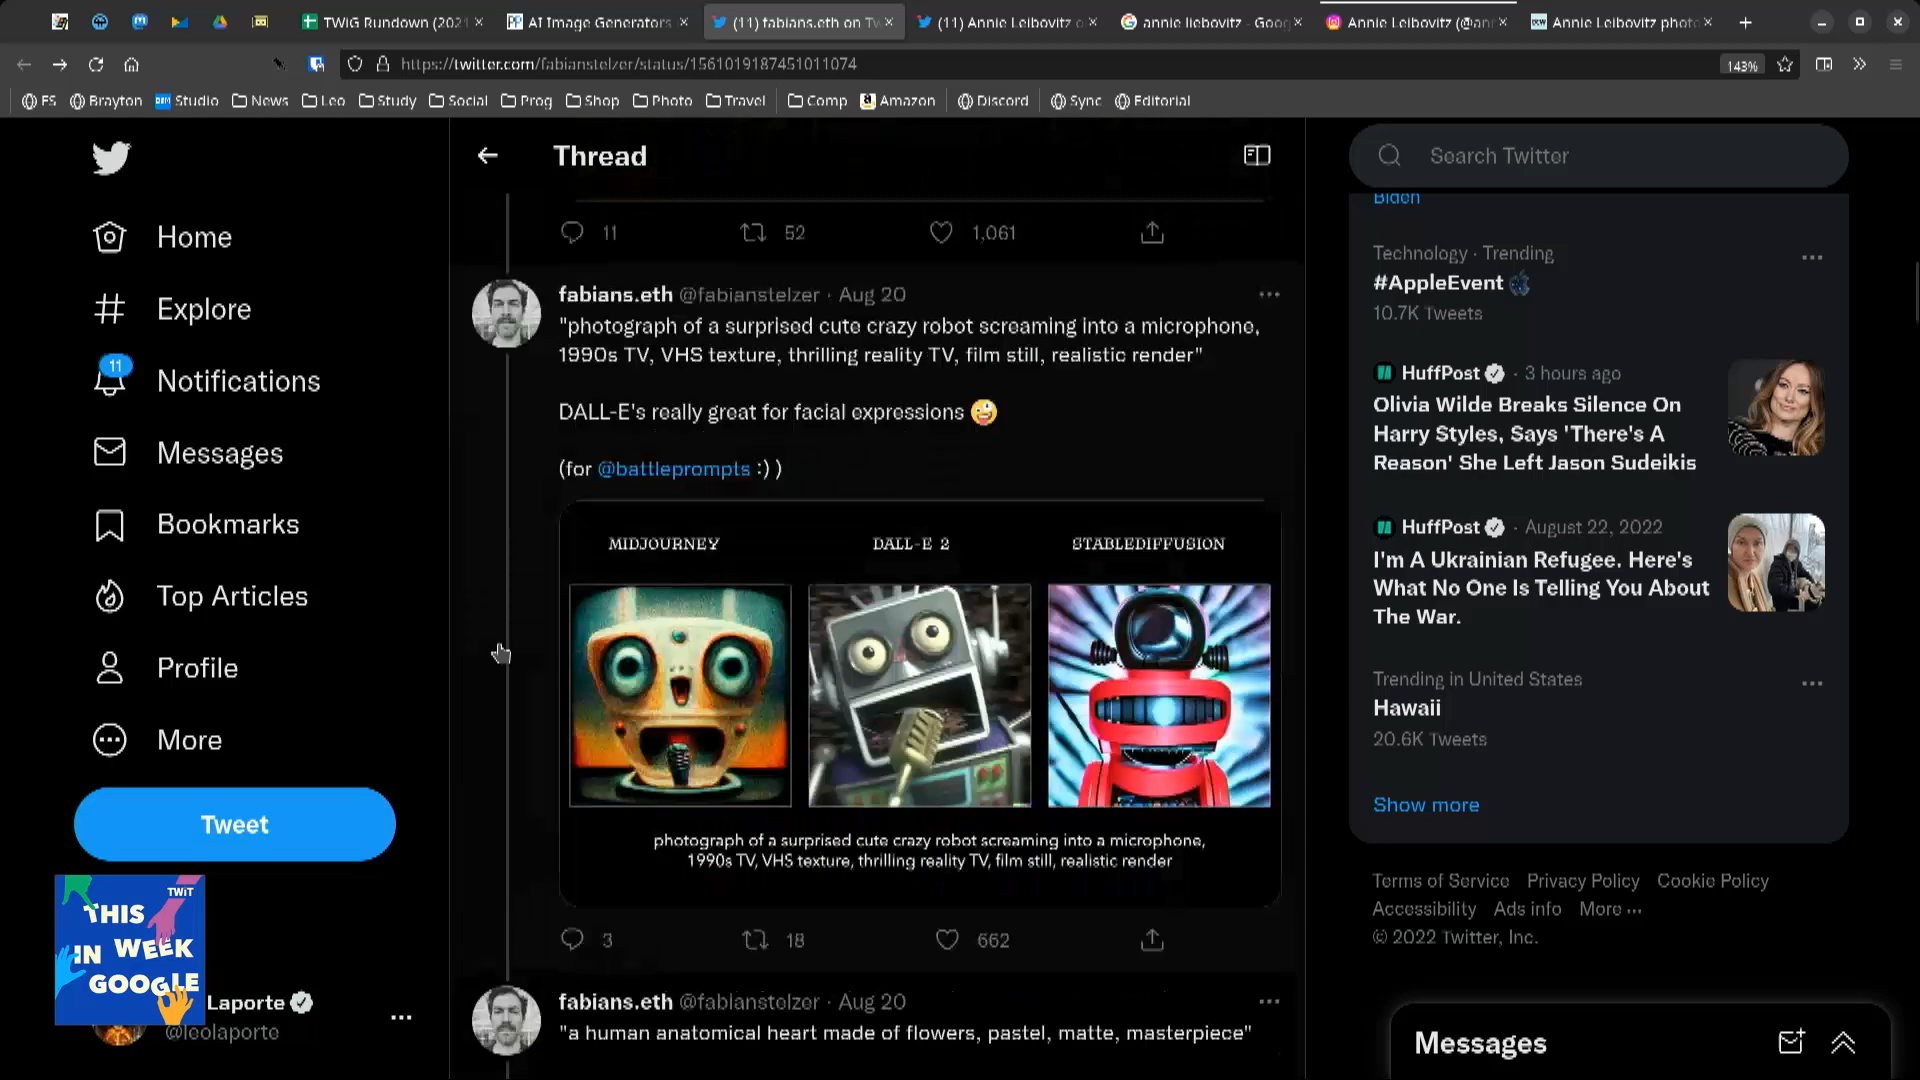 TWiG Rundown (2021
AI Image Generators
(11) fabians.eth on Tw
(11) Annie Leibovitz o
annie liebovitz - Goog
Annie Leibovitz (@ann
Annie Leibovitz photo
https://twitter.com/fabianstelzer/status/1561019187451011074
143%
FS
Brayton
Studio
News
Leo
Study
Social
Prog
Shop
Photo
Travel
Comp
Amazon
Discord
Sync
Editorial
Home
Explore
11
Notifications
Messages
Bookmarks
Top Articles
Profile
More
Tweet
TWiT
THIS
IN WEEK
GOOGLE
Laporte
@leolaporte
Thread
11
52
1,061
fabians.eth @fabianstelzer · Aug 20
"photograph of a surprised cute crazy robot screaming into a microphone,
1990s TV, VHS texture, thrilling reality TV, film still, realistic render"
DALL-E's really great for facial expressions 🤪
(for @battleprompts :) )
MIDJOURNEY
DALL-E 2
STABLEDIFFUSION
photograph of a surprised cute crazy robot screaming into a microphone,
1990s TV, VHS texture, thrilling reality TV, film still, realistic render
3
18
662
fabians.eth @fabianstelzer · Aug 20
"a human anatomical heart made of flowers, pastel, matte, masterpiece"
Search Twitter
Biden
Technology · Trending
#AppleEvent
10.7K Tweets
HuffPost · 3 hours ago
Olivia Wilde Breaks Silence On
Harry Styles, Says 'There's A
Reason' She Left Jason Sudeikis
HuffPost · August 22, 2022
I'm A Ukrainian Refugee. Here's
What No One Is Telling You About
The War.
Trending in United States
Hawaii
20.6K Tweets
Show more
Terms of Service Privacy Policy Cookie Policy
Accessibility Ads info More ···
© 2022 Twitter, Inc.
Messages